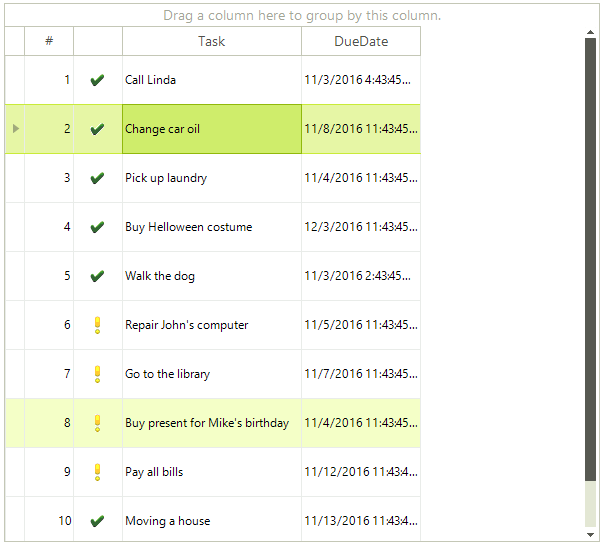 Drag a column here to group by this column.
# Task DueDate
1 Call Linda 11/3/2016 4:43:45...
2 Change car oil 11/8/2016 11:43:45...
3 Pick up laundry 11/4/2016 11:43:45...
4 Buy Helloween costume 12/3/2016 11:43:45...
5 Walk the dog 11/3/2016 2:43:45...
6 Repair John's computer 11/5/2016 11:43:45...
7 Go to the library 11/7/2016 11:43:45...
8 Buy present for Mike's birthday 11/4/2016 11:43:45...
9 Pay all bills 11/12/2016 11:43:4...
10 Moving a house 11/13/2016 11:43:4...